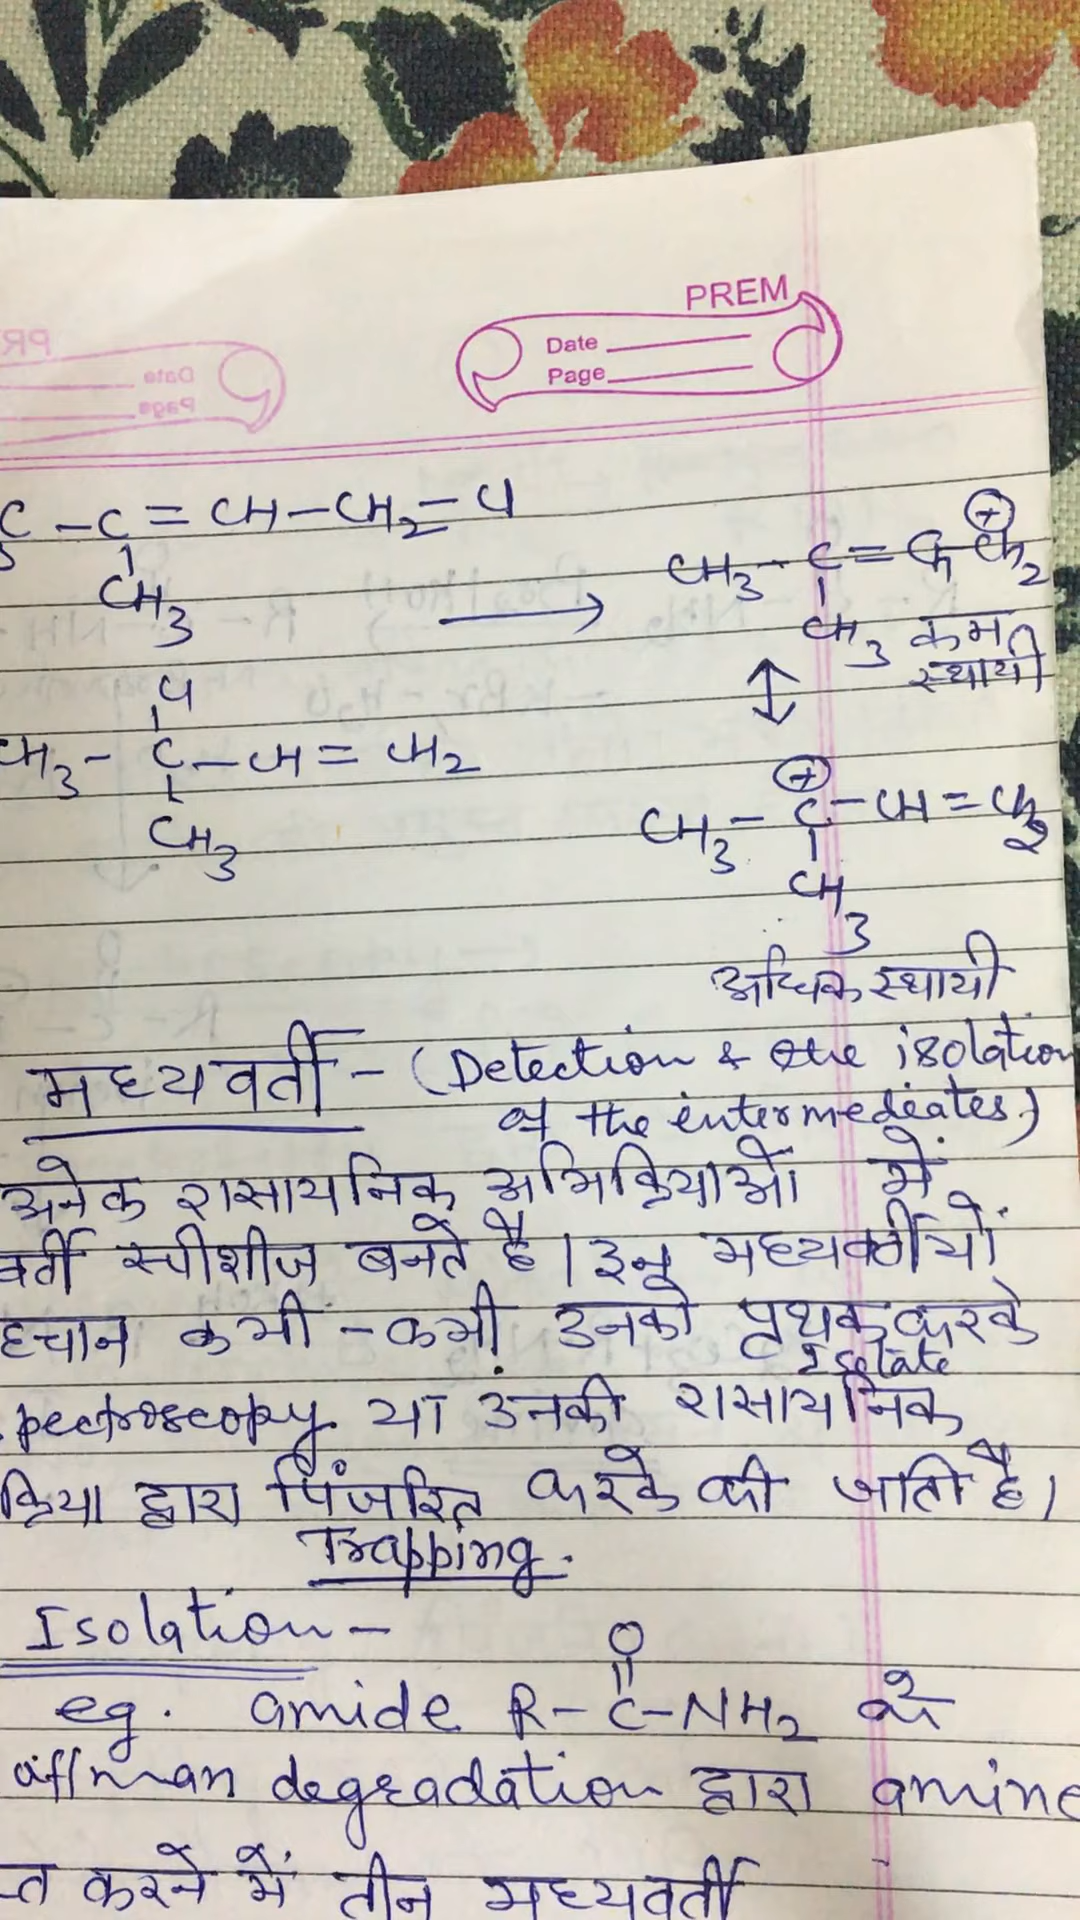 PREM
Date
Page
C - C = CH - CH2 - Cl
CH3
CH3 - C = CH CH2
⊕
CH3
कम
स्थायी
Cl
CH3 - C - CH = CH2
CH3
⊕
CH3 - C - CH = CH2
CH3
अधिक स्थायी
मध्यवर्ती - (Detection & the isolation
of the intermediates)
अनेक रासायनिक अभिक्रियाओं में
वर्ती स्पीशीज बनते है। इन मध्यवर्तीयों
हचान कभी - कभी उनको पृथक करके
Isolate
pectroscopy या उनकी रासायनिक
क्रिया द्वारा पिंजरित करके की जाती है।
Trapping.
Isolation -
O
eg. amide R - C - NH2 के
offman degradation द्वारा amine
त करने में तीन मध्यवर्ती